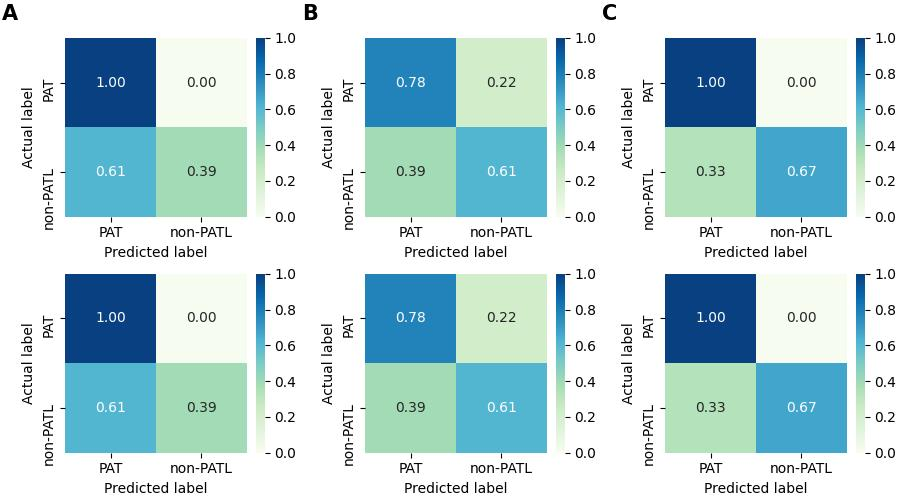 A
B
C
Actual label
PAT
non-PATL
1.00
0.00
0.61
0.39
PAT
non-PATL
Predicted label
1.0
0.8
0.6
0.4
0.2
0.0
Actual label
PAT
non-PATL
0.78
0.22
0.39
0.61
PAT
non-PATL
Predicted label
1.0
0.8
0.6
0.4
0.2
0.0
Actual label
PAT
non-PATL
1.00
0.00
0.33
0.67
PAT
non-PATL
Predicted label
1.0
0.8
0.6
0.4
0.2
0.0
Actual label
PAT
non-PATL
1.00
0.00
0.61
0.39
PAT
non-PATL
Predicted label
1.0
0.8
0.6
0.4
0.2
0.0
Actual label
PAT
non-PATL
0.78
0.22
0.39
0.61
PAT
non-PATL
Predicted label
1.0
0.8
0.6
0.4
0.2
0.0
Actual label
PAT
non-PATL
1.00
0.00
0.33
0.67
PAT
non-PATL
Predicted label
1.0
0.8
0.6
0.4
0.2
0.0